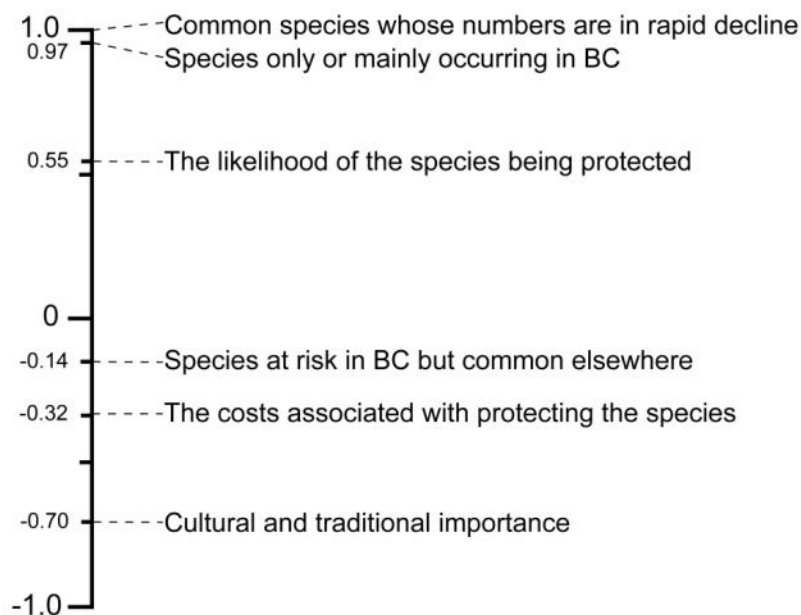 1.0 Common species whose numbers are in rapid decline
0.97 Species only or mainly occurring in BC
0.55 The likelihood of the species being protected
0
-0.14 Species at risk in BC but common elsewhere
-0.32 The costs associated with protecting the species
-0.70 Cultural and traditional importance
-1.0